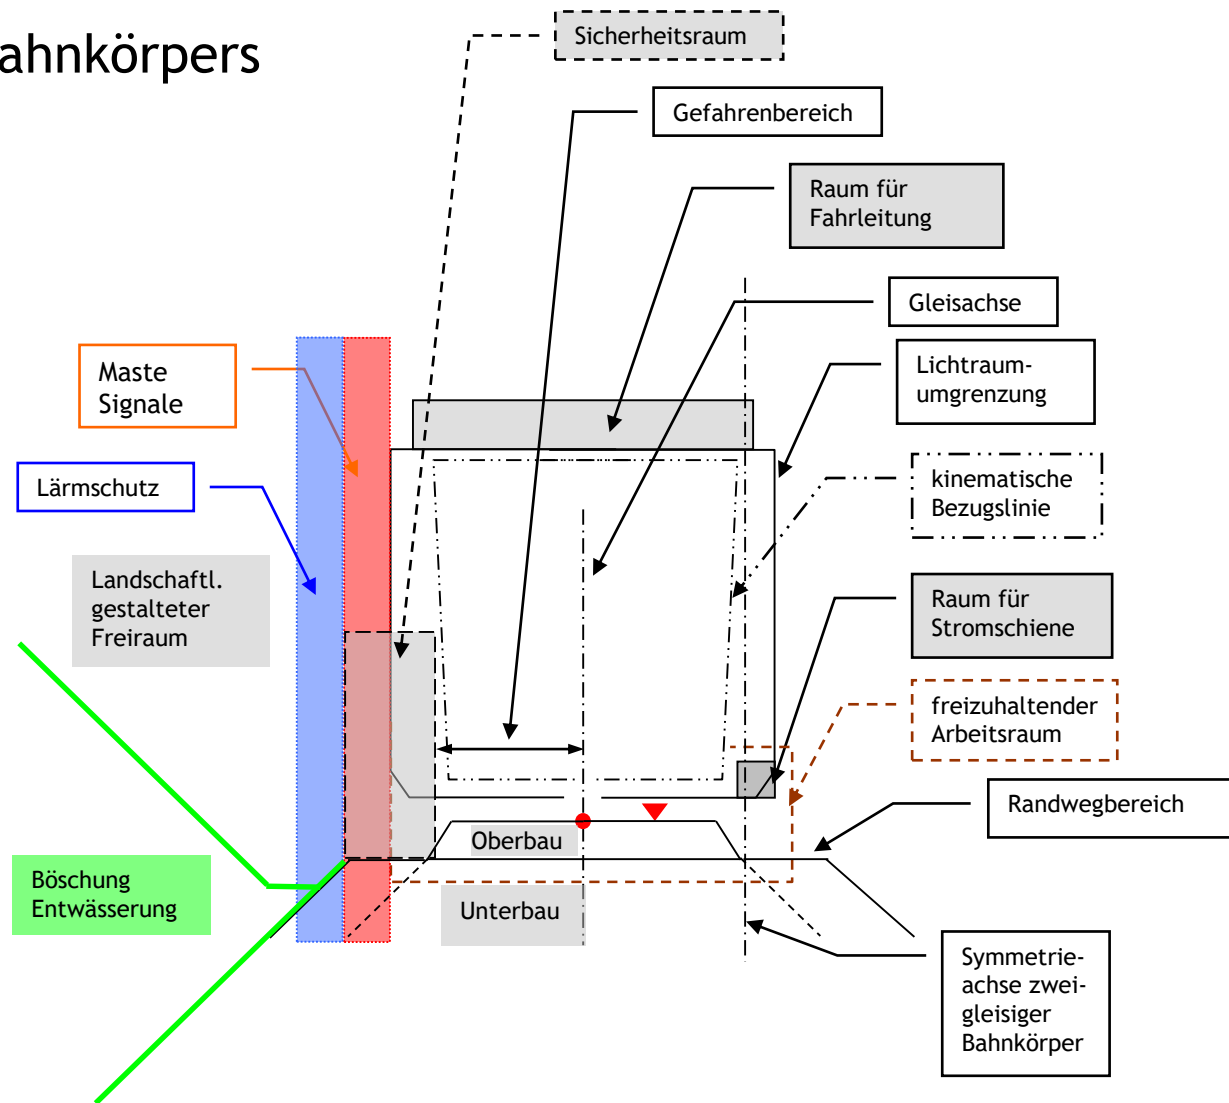 ahnkörpers
Sicherheitsraum
Gefahrenbereich
Raum für
Fahrleitung
Gleisachse
Lichtraum-
umgrenzung
Maste
Signale
Lärmschutz
kinematische
Bezugslinie
Landschaftl.
gestalteter
Freiraum
Raum für
Stromschiene
freizuhaltender
Arbeitsraum
Randwegbereich
Oberbau
Böschung
Entwässerung
Unterbau
Symmetrie-
achse zwei-
gleisiger
Bahnkörper